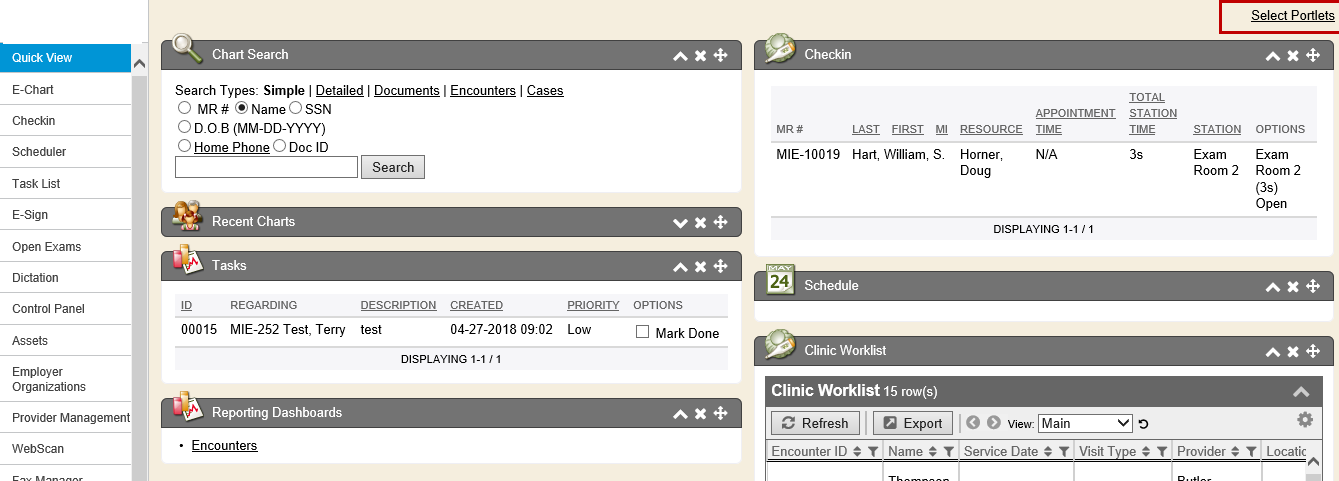 Select Portlets
Quick View
E-Chart
Checkin
Scheduler
Task List
E-Sign
Open Exams
Dictation
Control Panel
Assets
Employer
Organizations
Provider Management
WebScan
Fax Manager
Chart Search
Search Types: Simple | Detailed | Documents | Encounters | Cases
MR # Name SSN
D.O.B (MM-DD-YYYY)
Home Phone Doc ID
Search
Recent Charts
Tasks
ID REGARDING DESCRIPTION CREATED PRIORITY OPTIONS
00015 MIE-252 Test, Terry test 04-27-2018 09:02 Low Mark Done
DISPLAYING 1-1 / 1
Reporting Dashboards
• Encounters
Checkin
MR # LAST FIRST MI RESOURCE APPOINTMENT TIME TOTAL STATION TIME STATION OPTIONS
MIE-10019 Hart, William, S. Horner, Doug N/A 3s Exam Room 2 Exam Room 2 (3s) Open
DISPLAYING 1-1 / 1
MAY
24
Schedule
Clinic Worklist
Clinic Worklist 15 row(s)
Refresh Export View: Main
Encounter ID Name Service Date Visit Type Provider Locatic
Thompson Butler